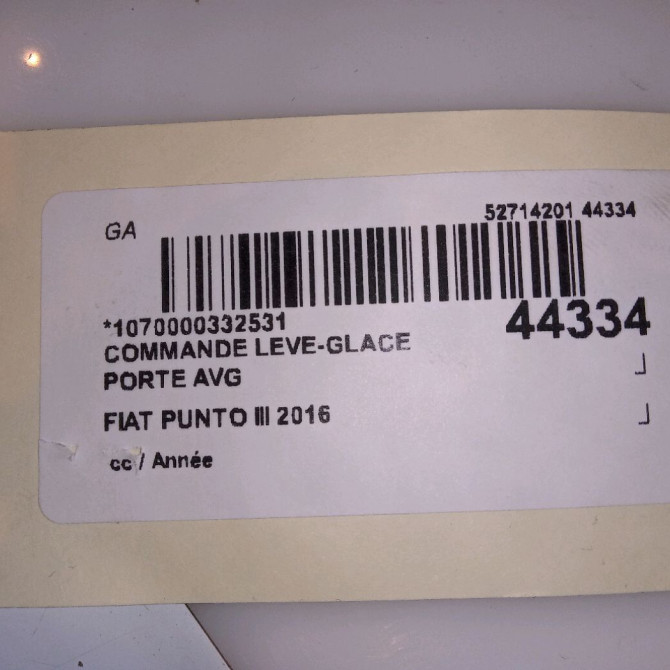 GA
52714201 44334
*1070000332531
44334
COMMANDE LEVE-GLACE
PORTE AVG
FIAT PUNTO III 2016
cc / Année